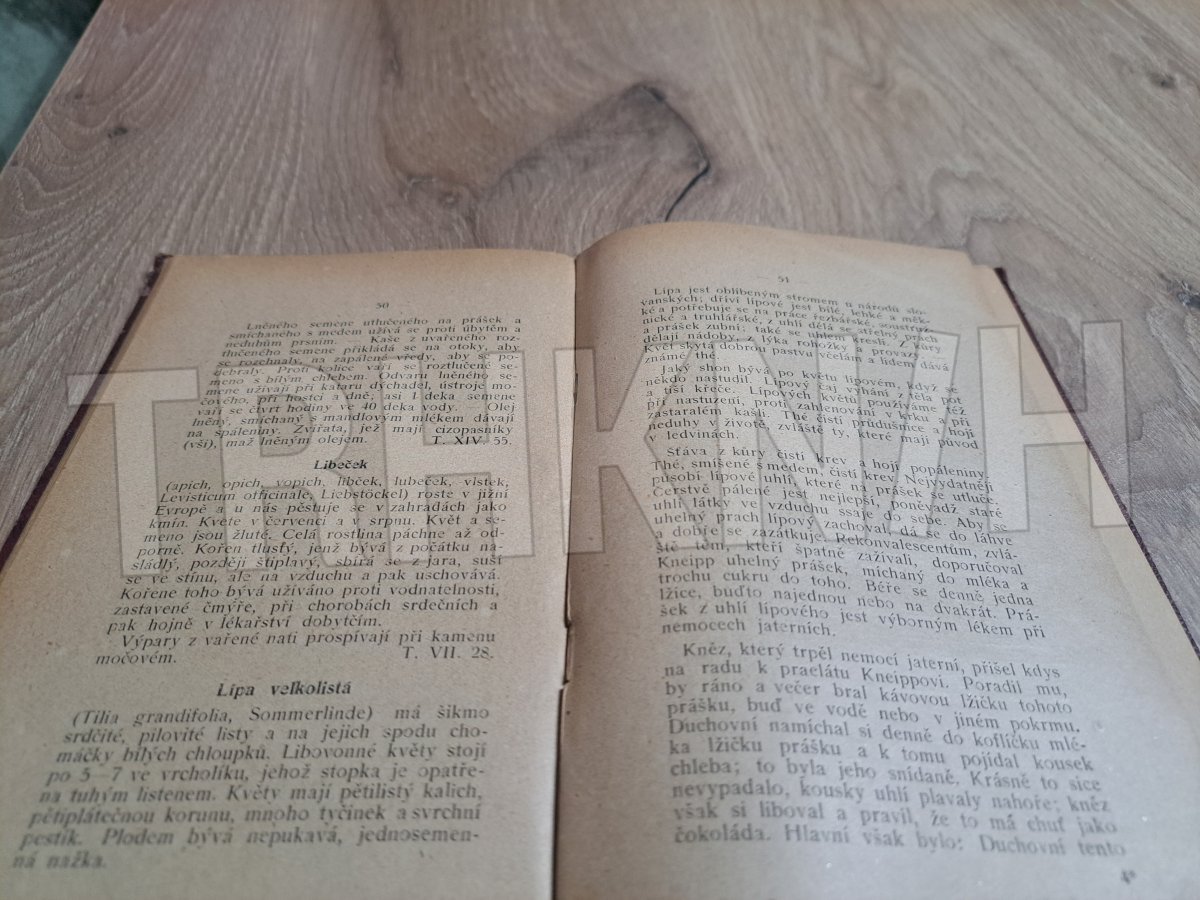 50
Lněného semene utlučeného na prášek a
smíchaného s medem užívá se proti úbytěm a
neduhům prsním. — Kaše z uvařeného roz-
tlučeného semene přikládá se na otoky, aby
se rozehnaly, na zapálené vředy, aby se po-
debraly. Proti kolice vaří se roztlučené se-
meno s bílým chlebem. Odvaru lněného se-
mene užívají při kataru dýchadel, ústroje mo-
čového, při hostci a dně; asi 1 deka semene
vaří se čtvrt hodiny ve 40 deka vody. — Olej
lněný, smíchaný s mandlovým mlékem dávají
na spáleniny. Zvířata, jež mají cizopasníky
(vši), maž lněným olejem. T. XIV. 55.
Libeček
(apich, opich, vopich, libček, lubeček, vlstek,
Levisticum officinale, Liebstöckel) roste v jižní
Evropě a u nás pěstuje se v zahradách jako
kmín. Kvete v červenci a v srpnu. Květ a se-
meno jsou žluté. Celá rostlina páchne až od-
porně. Kořen tlustý, jenž bývá z počátku na-
sládlý, později štiplavý, sbírá se z jara, suší
se ve stínu, ale na vzduchu a pak uschovává.
Kořene toho bývá užíváno proti vodnatelnosti,
zastavené čmýře, při chorobách srdečních a
pak hojně v lékařství dobytčím.
Výpary z vařené nati prospívají při kamenu
močovém. T. VII. 28.
Lípa velkolistá
(Tilia grandifolia, Sommerlinde) má šikmo
srdčité, pilovité listy a na jejich spodu cho-
máčky bílých chloupků. Libovonné květy stojí
po 5—7 ve vrcholíku, jehož stopka je opatře-
na tuhým listenem. Květy mají pětilistý kalich,
pětiplátečnou korunu, mnoho tyčinek a svrchní
pestík. Plodem bývá nepukavá, jednosemen-
ná nažka.
— 51
Lípa jest oblíbeným stromem u národů slo-
vanských; dříví lípové jest bílé, lehké a měk-
ké a potřebuje se na práce řezbářské, soustruž-
nické a truhlářské, z uhlí dělá se střelný prach
a prášek zubní; také se uhlem kreslí. Z kůry
dělají nádoby, z lýka rohožky a provazy.
Květ skytá dobrou pastvu včelám a lidem dává
známé thé.
Jaký shon bývá po květu lípovém, když se
někdo nastudil. Lípový čaj vyhání z těla pot
a tiší křeče. Lípových květů používáme též
při nastuzení, proti zahlenování v krku a při
zastaralém kašli. Thé čistí průdušnice a hojí
neduhy v životě, zvláště ty, které mají původ
v ledvinách.
Šťáva z kůry čistí krev a hojí popáleniny.
Thé, smíšené s medem, čistí krev. Nejvydatněji
působí lípové uhlí, které na prášek se utluče.
Čerstvě pálené jest nejlepší, poněvadž staré
uhlí látky ve vzduchu ssaje do sebe. Aby se
uhelný prach lípový zachoval, dá se do láhve
a dobře se zazátkuje. Rekonvalescentům, zvlá-
ště těm, kteří špatně zažívali, doporučoval
Kneipp uhelný prášek, míchaný do mléka a
trochu cukru do toho. Béře se denně jedna
lžíce, buďto najednou nebo na dvakrát. Prá-
šek z uhlí lípového jest výborným lékem při
nemocech jaterních.
Kněz, který trpěl nemocí jaterní, přišel kdys
na radu k praelátu Kneippovi. Poradil mu,
by ráno a večer bral kávovou lžičku tohoto
prášku, buď ve vodě nebo v jiném pokrmu.
Duchovní namíchal si denně do koflíčku mlé-
ka lžičku prášku a k tomu pojídal kousek
chleba; to byla jeho snídaně. Krásně to sice
nevypadalo, kousky uhlí plavaly nahoře; kněz
však si liboval a pravil, že to má chuť jako
čokoláda. Hlavní však bylo: Duchovní tento
4*
TRHKNIH